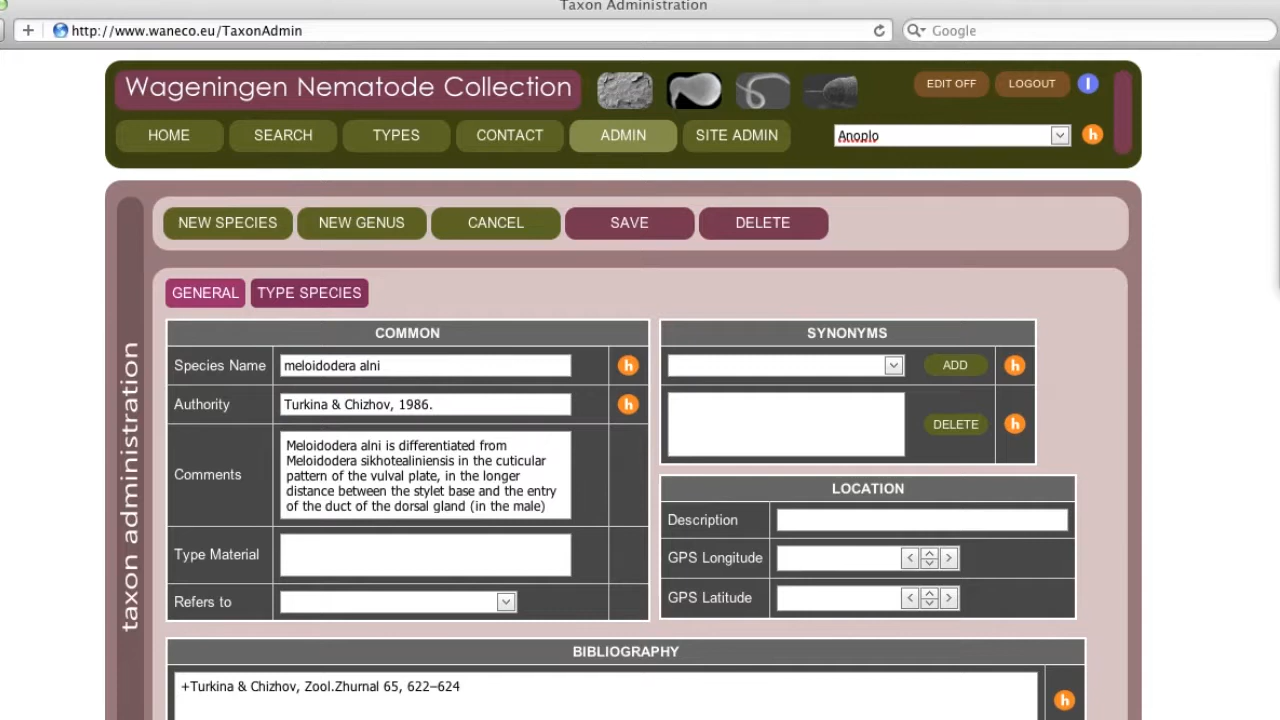 Taxon Administration
http://www.waneco.eu/TaxonAdmin
Google
Wageningen Nematode Collection
EDIT OFF
LOGOUT
I
HOME
SEARCH
TYPES
CONTACT
ADMIN
SITE ADMIN
Anoplo
h
NEW SPECIES
NEW GENUS
CANCEL
SAVE
DELETE
taxon administration
GENERAL
TYPE SPECIES
COMMON
Species Name
meloidodera alni
h
Authority
Turkina & Chizhov, 1986.
h
Comments
Meloidodera alni is differentiated from
Meloidodera sikhotealiniensis in the cuticular
pattern of the vulval plate, in the longer
distance between the stylet base and the entry
of the duct of the dorsal gland (in the male)
Type Material
Refers to
SYNONYMS
ADD
h
DELETE
h
LOCATION
Description
GPS Longitude
GPS Latitude
BIBLIOGRAPHY
+Turkina & Chizhov, Zool.Zhurnal 65, 622–624
h